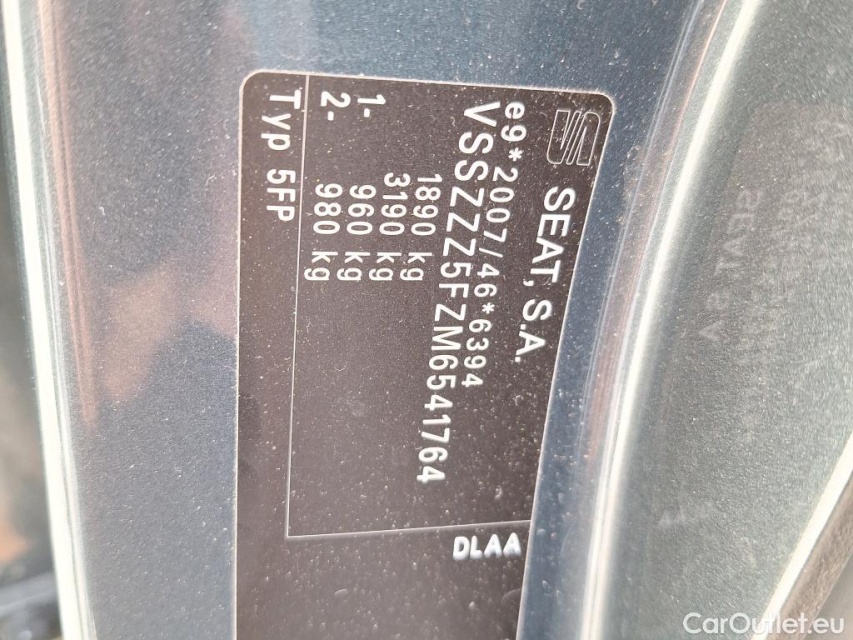 SEAT, S.A.
e9*2007/46*6394
VSSZZZ5FZM6541764
1890 kg
3190 kg
1- 960 kg
2- 980 kg
Typ 5FP
DLAA
CarOutlet.eu